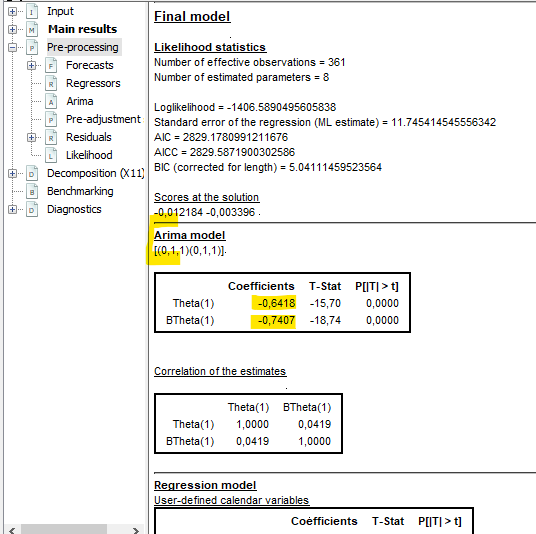 Input
Main results
Pre-processing
Forecasts
Regressors
Arima
Pre-adjustment
Residuals
Likelihood
Decomposition (X11)
Benchmarking
Diagnostics
Final model
Likelihood statistics
Number of effective observations = 361
Number of estimated parameters = 8
Loglikelihood = -1406.5890495605838
Standard error of the regression (ML estimate) = 11.745414545556342
AIC = 2829.1780991211676
AICC = 2829.5871900302586
BIC (corrected for length) = 5.04111459523564
Scores at the solution
-0,012184 -0,003396 .
Arima model
[(0,1,1)(0,1,1)].
Coefficients T-Stat P[|T| > t]
Theta(1) -0,6418 -15,70 0,0000
BTheta(1) -0,7407 -18,74 0,0000
Correlation of the estimates
Theta(1) BTheta(1)
Theta(1) 1,0000 0,0419
BTheta(1) 0,0419 1,0000
Regression model
User-defined calendar variables
Coefficients T-Stat P[|T| > t]